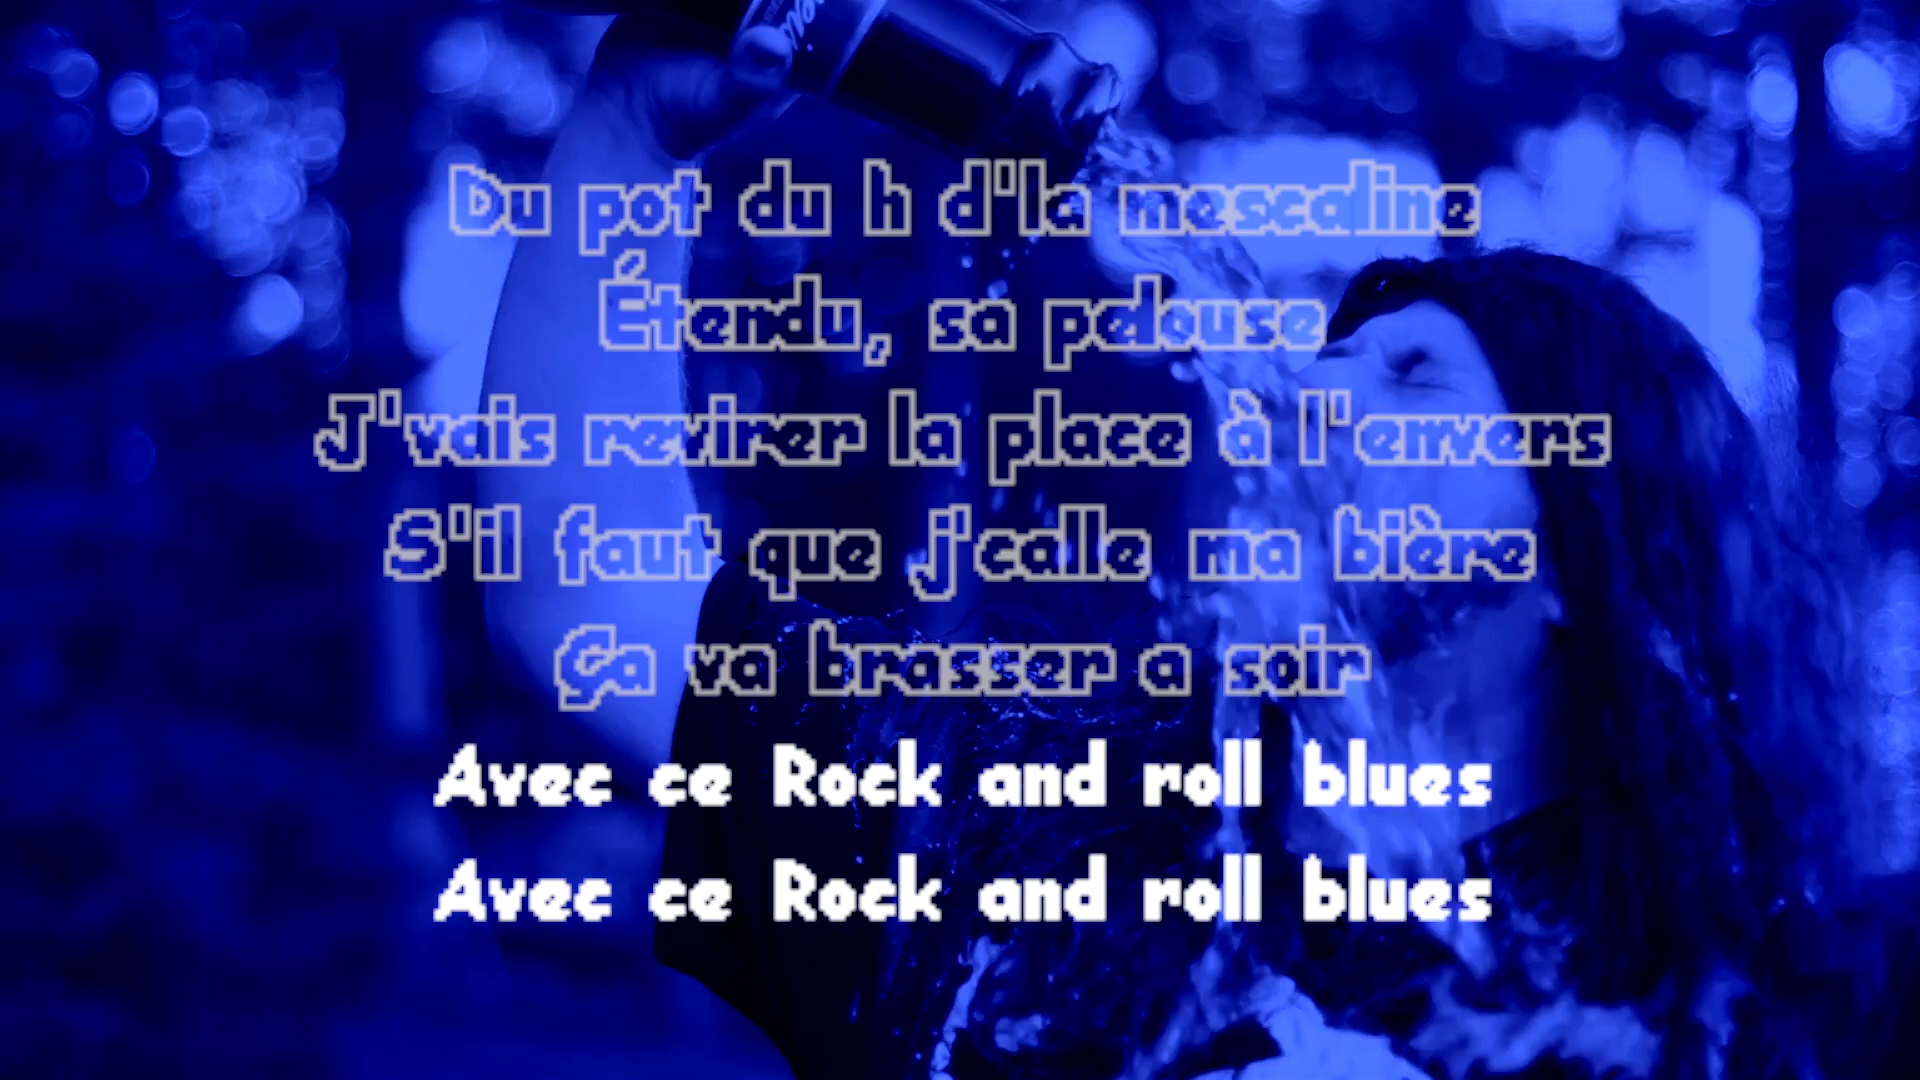 Du pot du h d'la mescaline
Étendu, sa pelouse
J'vais revirer la place à l'envers
S'il faut que j'calle ma bière
Ça va brasser a soir
Avec ce Rock and roll blues
Avec ce Rock and roll blues